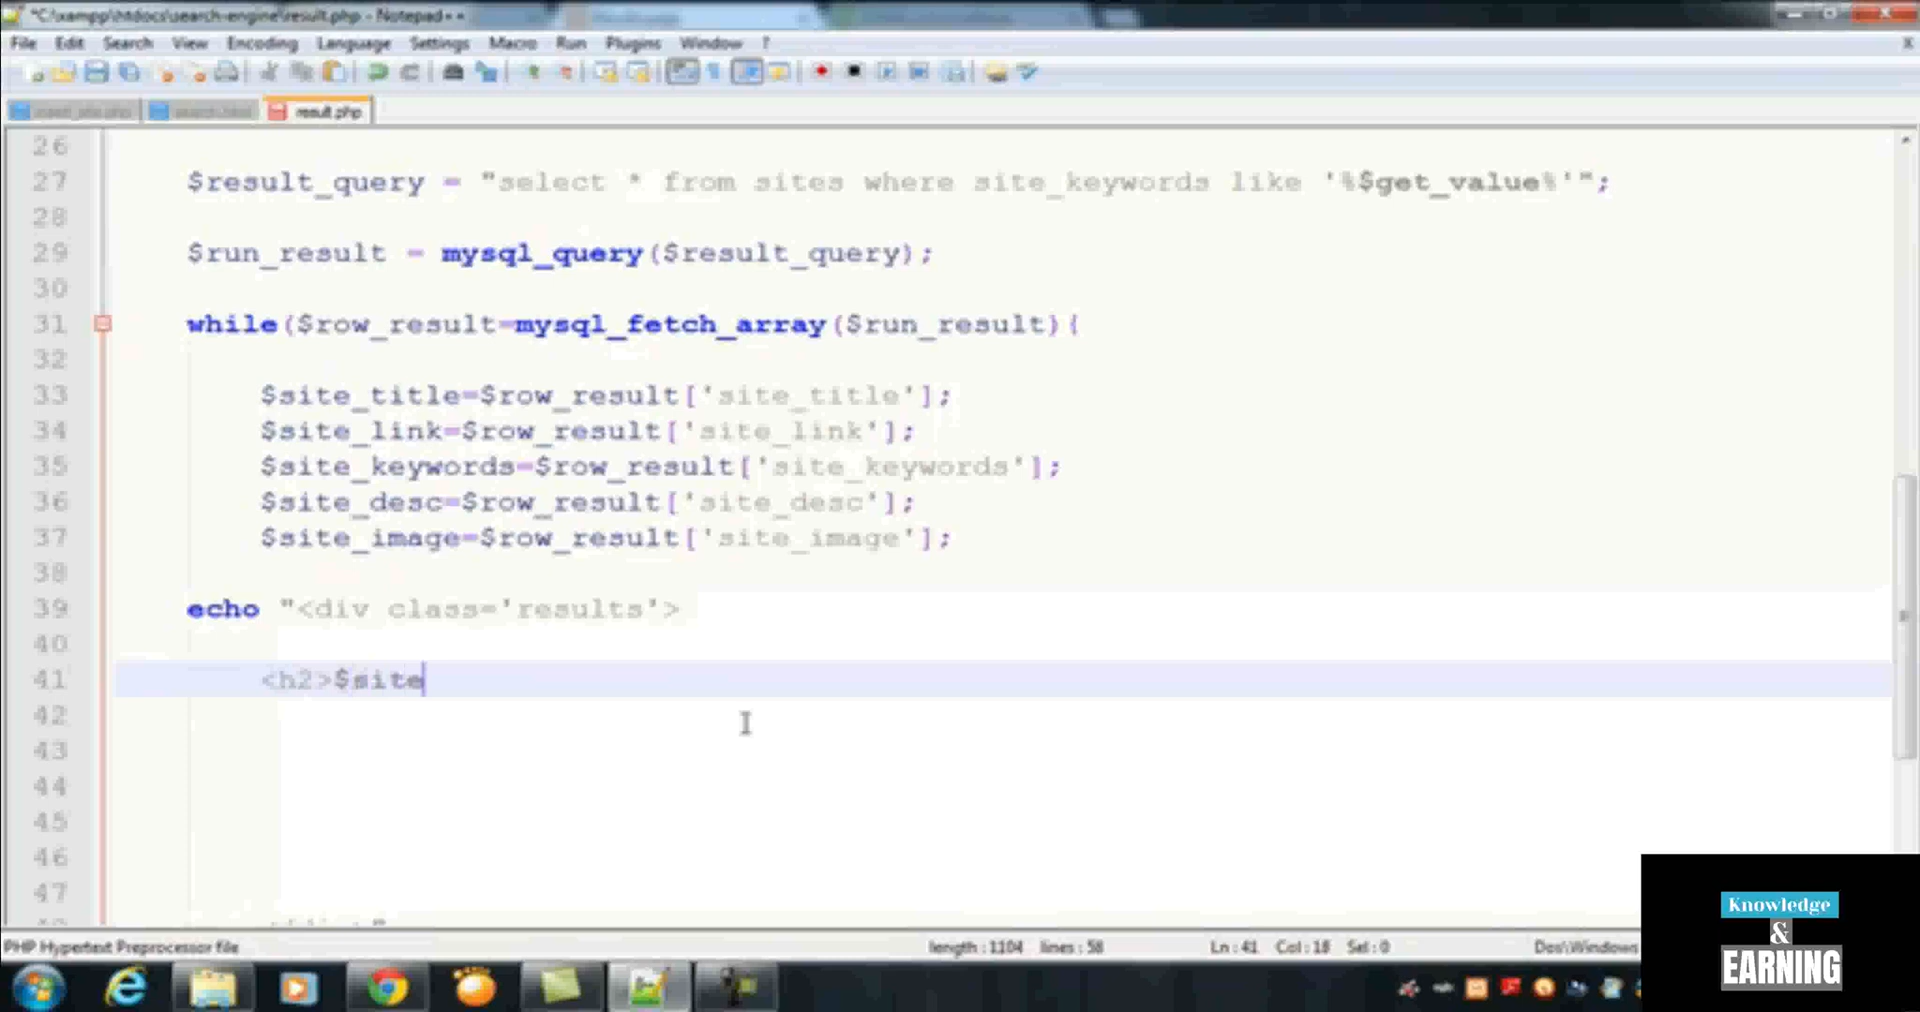 *C:\xampp\htdocs\search-engine\result.php - Notepad++
File Edit Search View Encoding Language Settings Macro Run Plugins Window ?
result.php
26
27 $result_query = "select * from sites where site_keywords like '%$get_value%'";
28
29 $run_result = mysql_query($result_query);
30
31 while($row_result=mysql_fetch_array($run_result){
32
33 $site_title=$row_result['site_title'];
34 $site_link=$row_result['site_link'];
35 $site_keywords=$row_result['site_keywords'];
36 $site_desc=$row_result['site_desc'];
37 $site_image=$row_result['site_image'];
38
39 echo "<div class='results'>
40
41 <h2>$site
42
43
44
45
46
47
PHP Hypertext Preprocessor file length : 1104 lines : 58 Ln : 41 Col : 18 Sel : 0 Dos\Windows
Knowledge
&
EARNING